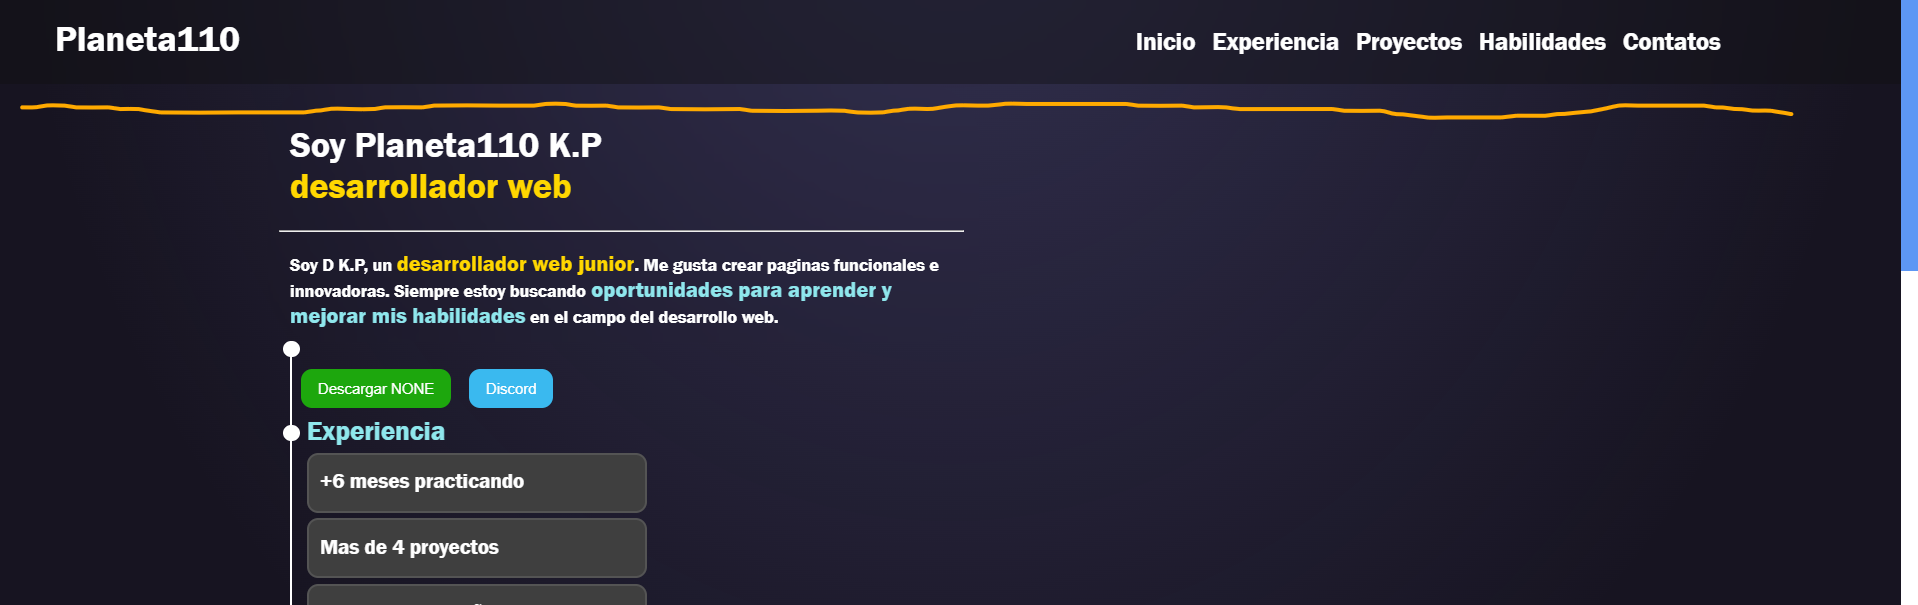 Planeta110
Inicio Experiencia Proyectos Habilidades Contatos
Soy Planeta110 K.P
desarrollador web
Soy D K.P, un desarrollador web junior. Me gusta crear paginas funcionales e
innovadoras. Siempre estoy buscando oportunidades para aprender y
mejorar mis habilidades en el campo del desarrollo web.
Descargar NONE Discord
Experiencia
+6 meses practicando
Mas de 4 proyectos